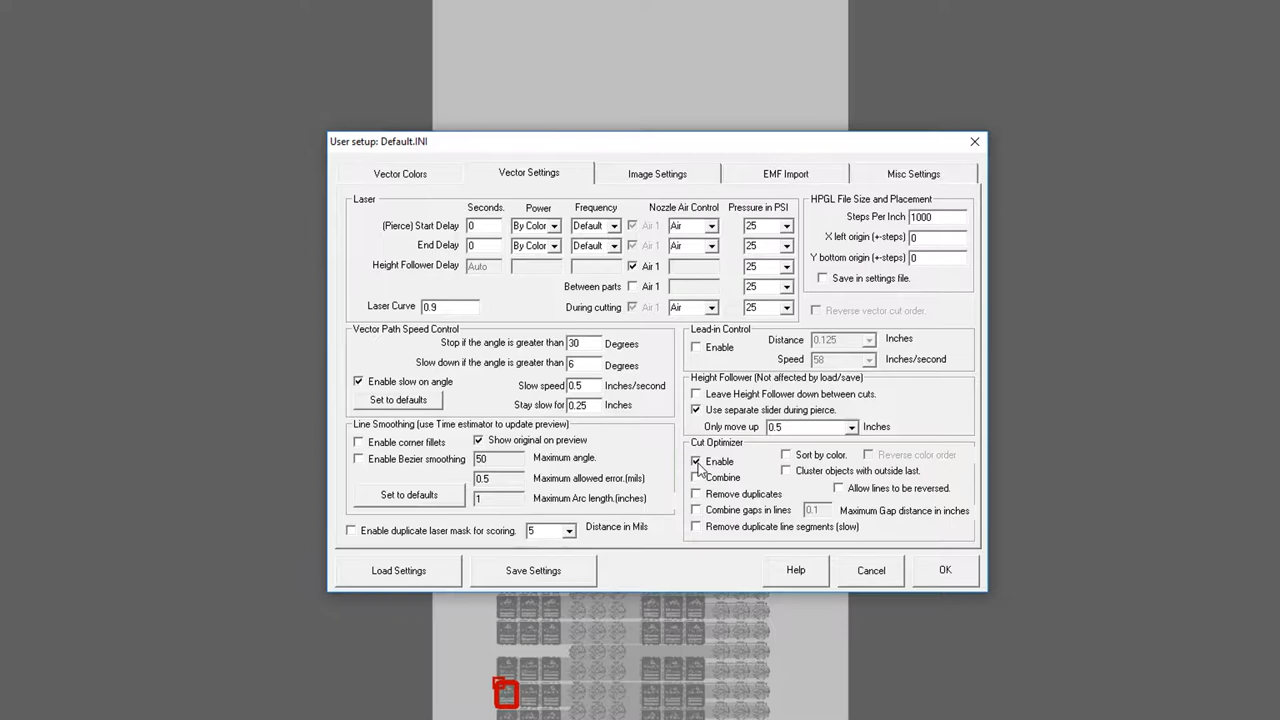 User setup: Default.INI
Vector Colors
Vector Settings
Image Settings
EMF Import
Misc Settings
Laser
Seconds.
Power
Frequency
Nozzle Air Control
Pressure in PSI
(Pierce) Start Delay 0 By Color Default Air 1 Air 25
End Delay 0 By Color Default Air 1 Air 25
Height Follower Delay Auto Air 1 25
Between parts Air 1 25
Laser Curve 0.9 During cutting Air 1 Air 25
HPGL File Size and Placement
Steps Per Inch 1000
X left origin (+-steps) 0
Y bottom origin (+-steps) 0
Save in settings file.
Reverse vector cut order.
Vector Path Speed Control
Stop if the angle is greater than 30 Degrees
Slow down if the angle is greater than 6 Degrees
Enable slow on angle
Slow speed 0.5 Inches/second
Set to defaults
Stay slow for 0.25 Inches
Lead-in Control
Enable
Distance 0.125 Inches
Speed 58 Inches/second
Height Follower (Not affected by load/save)
Leave Height Follower down between cuts.
Use separate slider during pierce.
Only move up 0.5 Inches
Line Smoothing (use Time estimator to update preview)
Enable corner fillets
Show original on preview
Enable Bezier smoothing
50 Maximum angle.
0.5 Maximum allowed error.(mils)
Set to defaults
1 Maximum Arc length.(inches)
Enable duplicate laser mask for scoring. 5 Distance in Mils
Cut Optimizer
Enable
Sort by color.
Reverse color order
Combine
Cluster objects with outside last.
Remove duplicates
Allow lines to be reversed.
Combine gaps in lines 0.1 Maximum Gap distance in inches
Remove duplicate line segments (slow)
Load Settings
Save Settings
Help
Cancel
OK